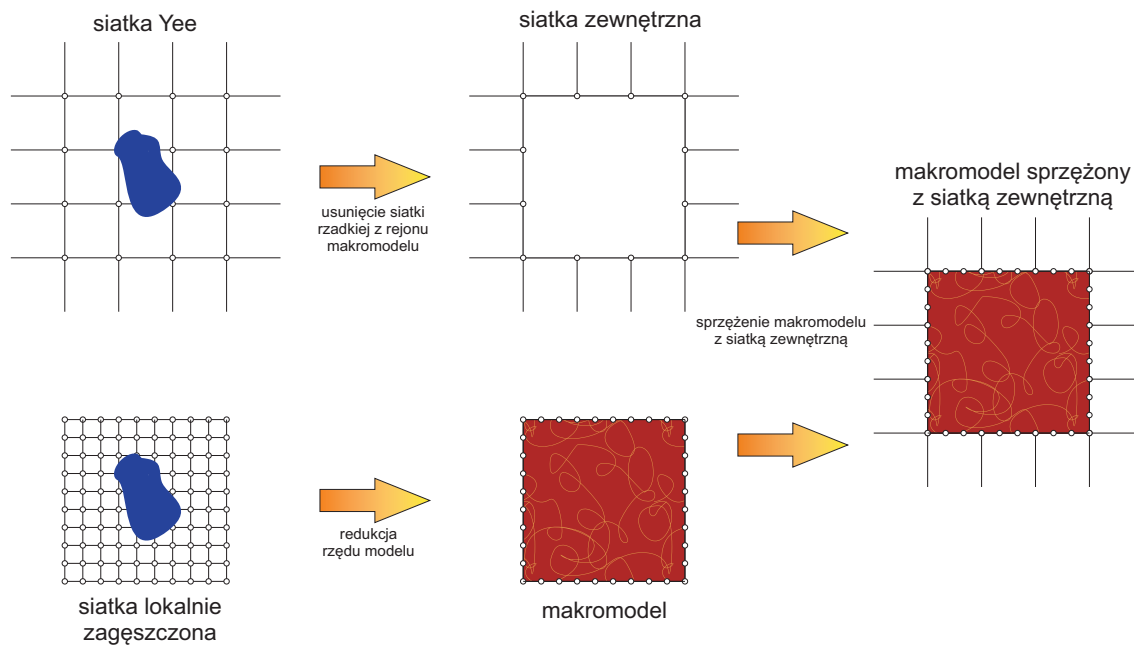 siatka Yee
siatka zewnętrzna
usunięcie siatki
rzadkiej z rejonu
makromodelu
makromodel sprzężony
z siatką zewnętrzną
sprzężenie makromodelu
z siatką zewnętrzną
redukcja
rzędu modelu
siatka lokalnie
zagęszczona
makromodel